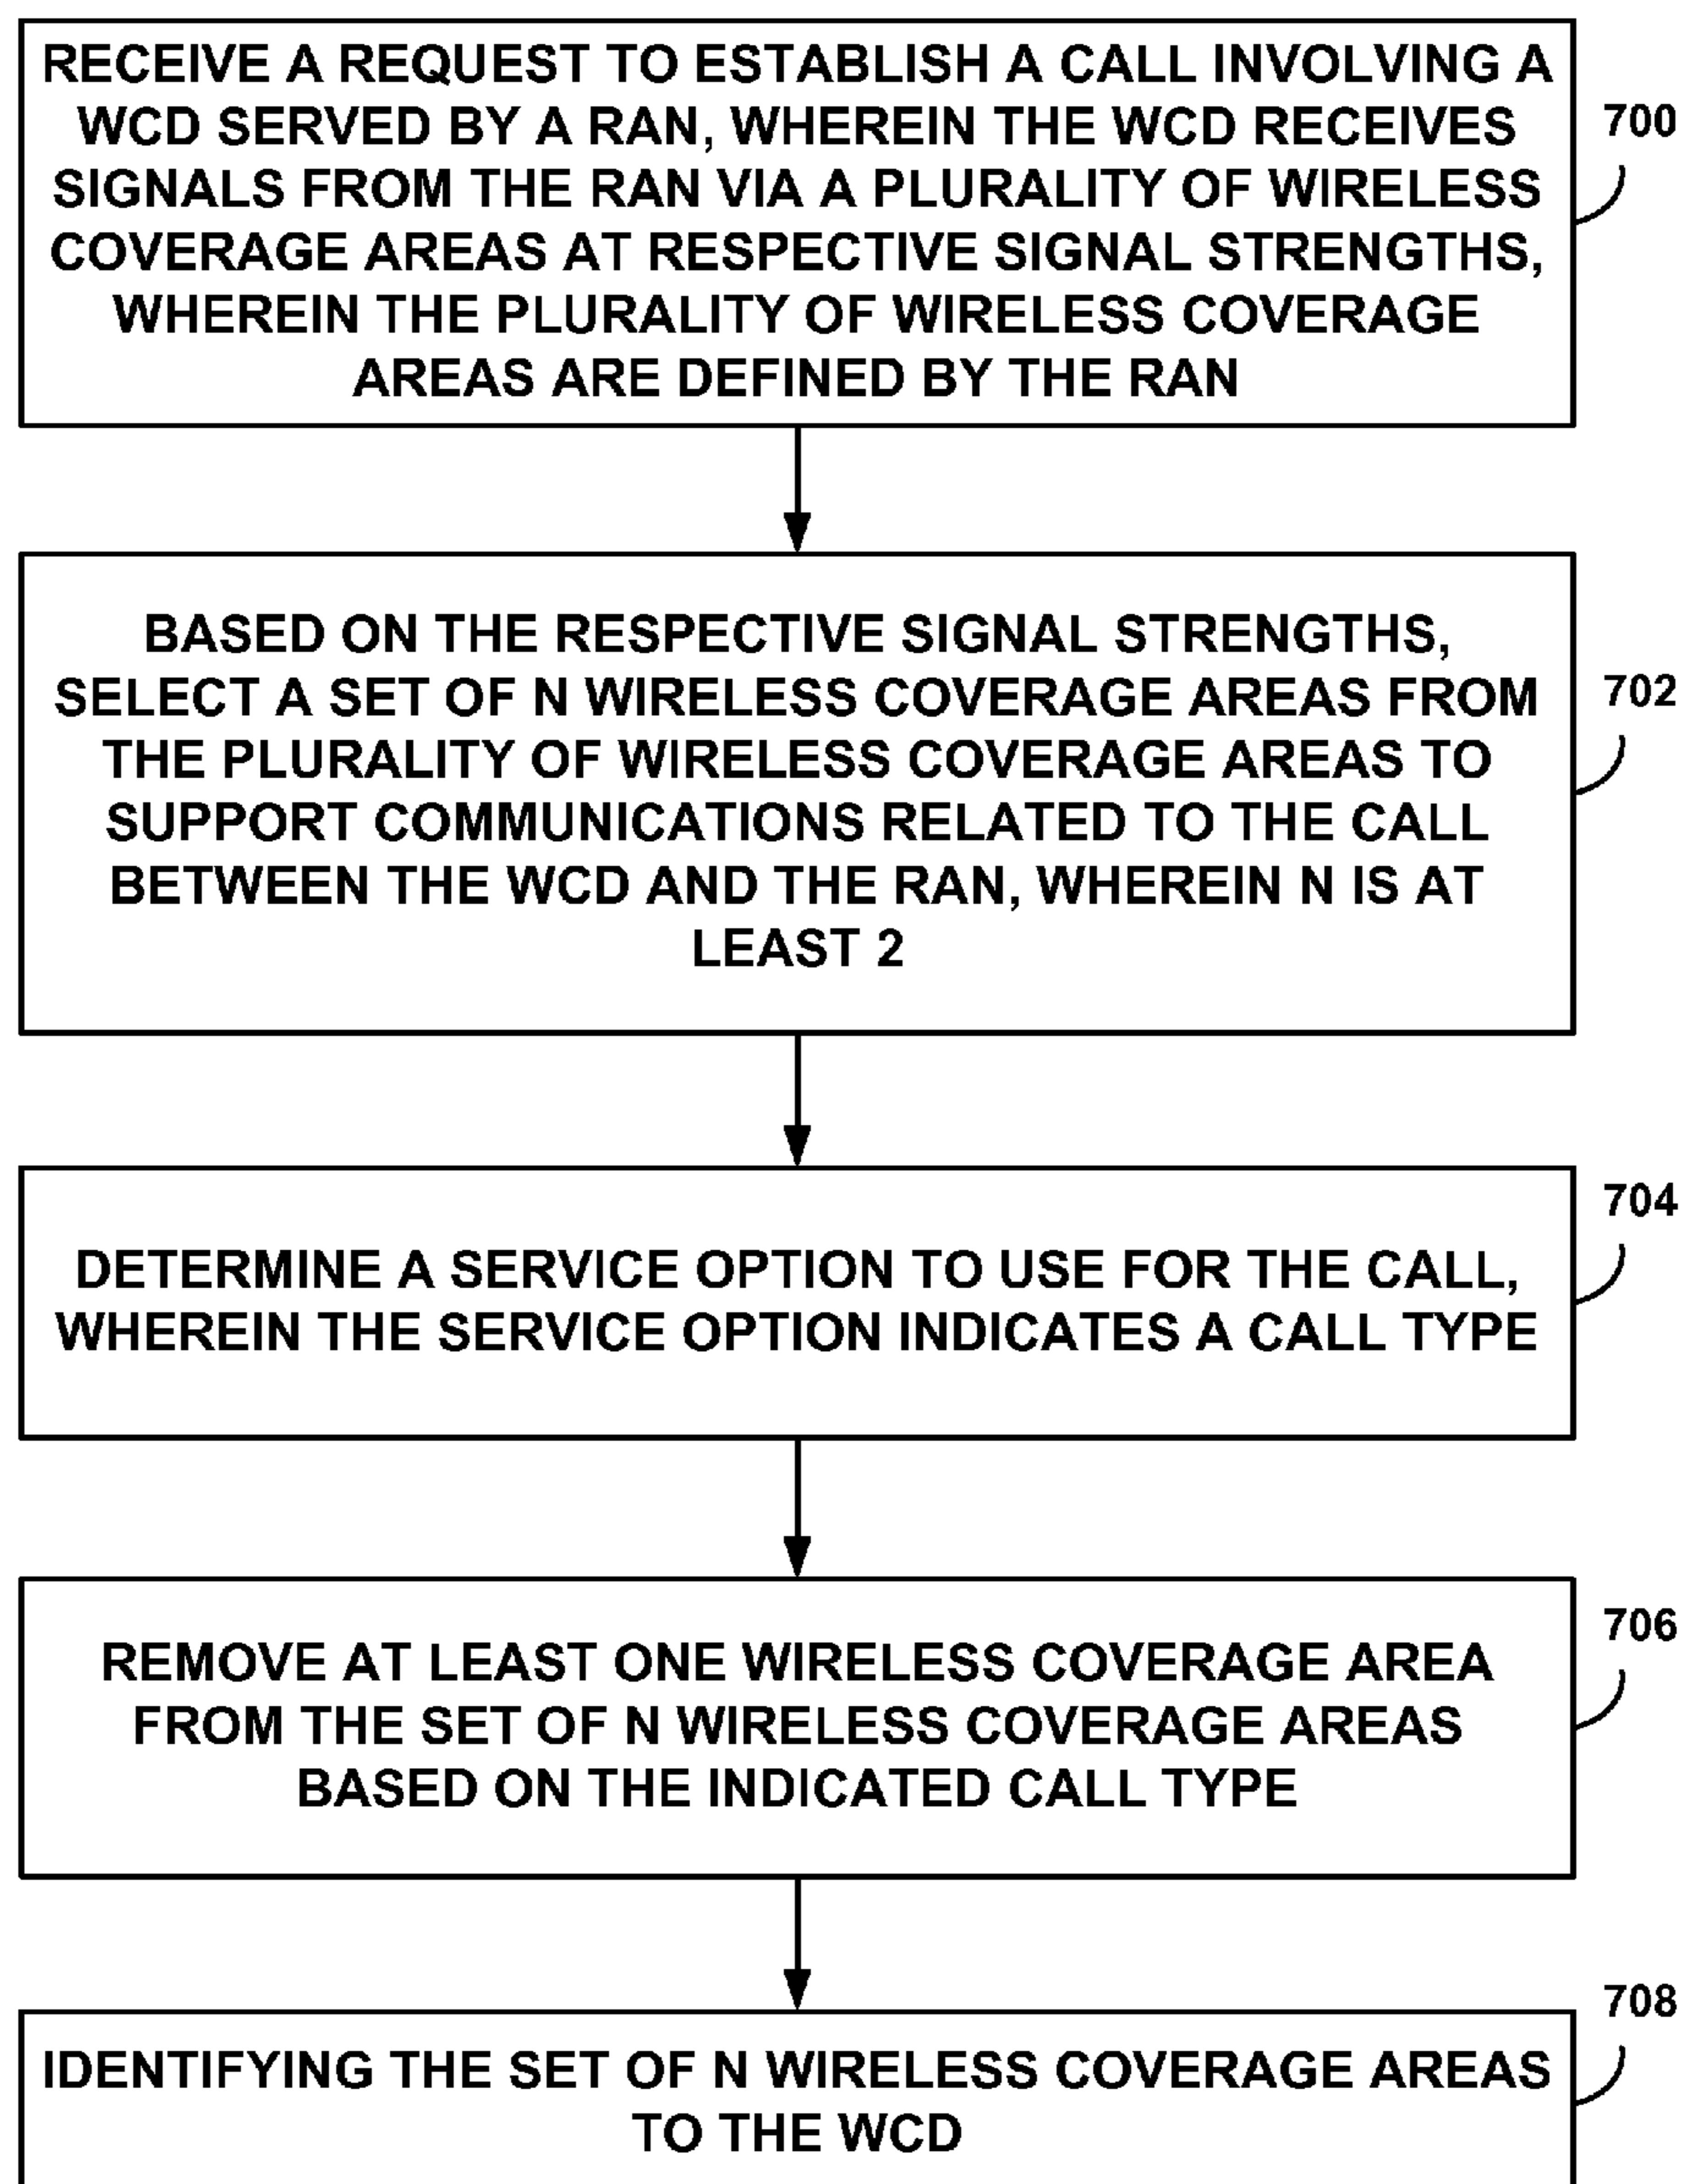 RECEIVE A REQUEST TO ESTABLISH A CALL INVOLVING A
WCD SERVED BY A RAN, WHEREIN THE WCD RECEIVES
SIGNALS FROM THE RAN VIA A PLURALITY OF WIRELESS
COVERAGE AREAS AT RESPECTIVE SIGNAL STRENGTHS,
WHEREIN THE PLURALITY OF WIRELESS COVERAGE
AREAS ARE DEFINED BY THE RAN
700
BASED ON THE RESPECTIVE SIGNAL STRENGTHS,
SELECT A SET OF N WIRELESS COVERAGE AREAS FROM
THE PLURALITY OF WIRELESS COVERAGE AREAS TO
SUPPORT COMMUNICATIONS RELATED TO THE CALL
BETWEEN THE WCD AND THE RAN, WHEREIN N IS AT
LEAST 2
702
DETERMINE A SERVICE OPTION TO USE FOR THE CALL,
WHEREIN THE SERVICE OPTION INDICATES A CALL TYPE
704
REMOVE AT LEAST ONE WIRELESS COVERAGE AREA
FROM THE SET OF N WIRELESS COVERAGE AREAS
BASED ON THE INDICATED CALL TYPE
706
IDENTIFYING THE SET OF N WIRELESS COVERAGE AREAS
TO THE WCD
708